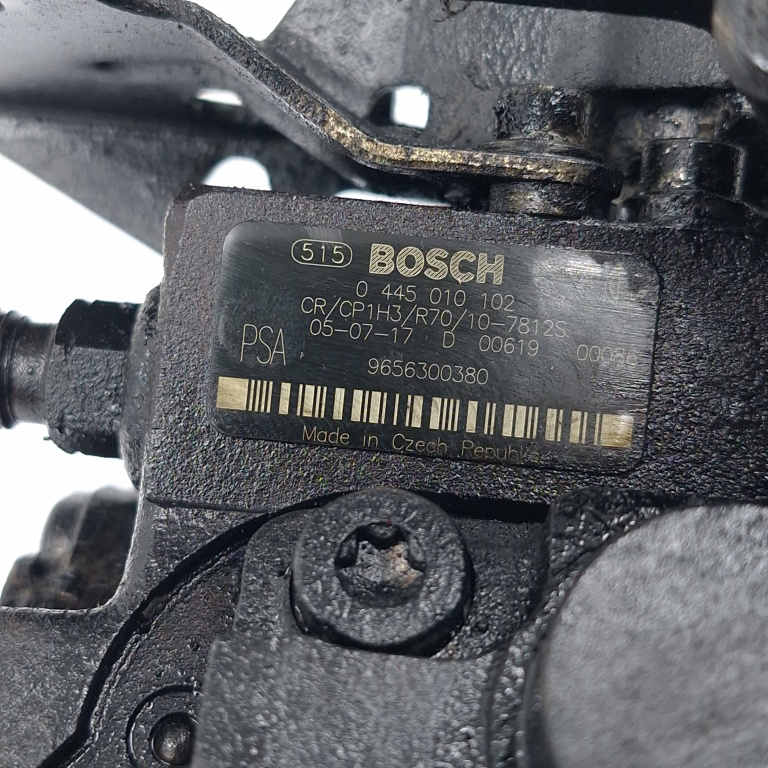 515 BOSCH
0 445 010 102
CR/CP1H3/R70/10-7812S
05-07-17 D 00619
PSA
9656300380
Made in Czech